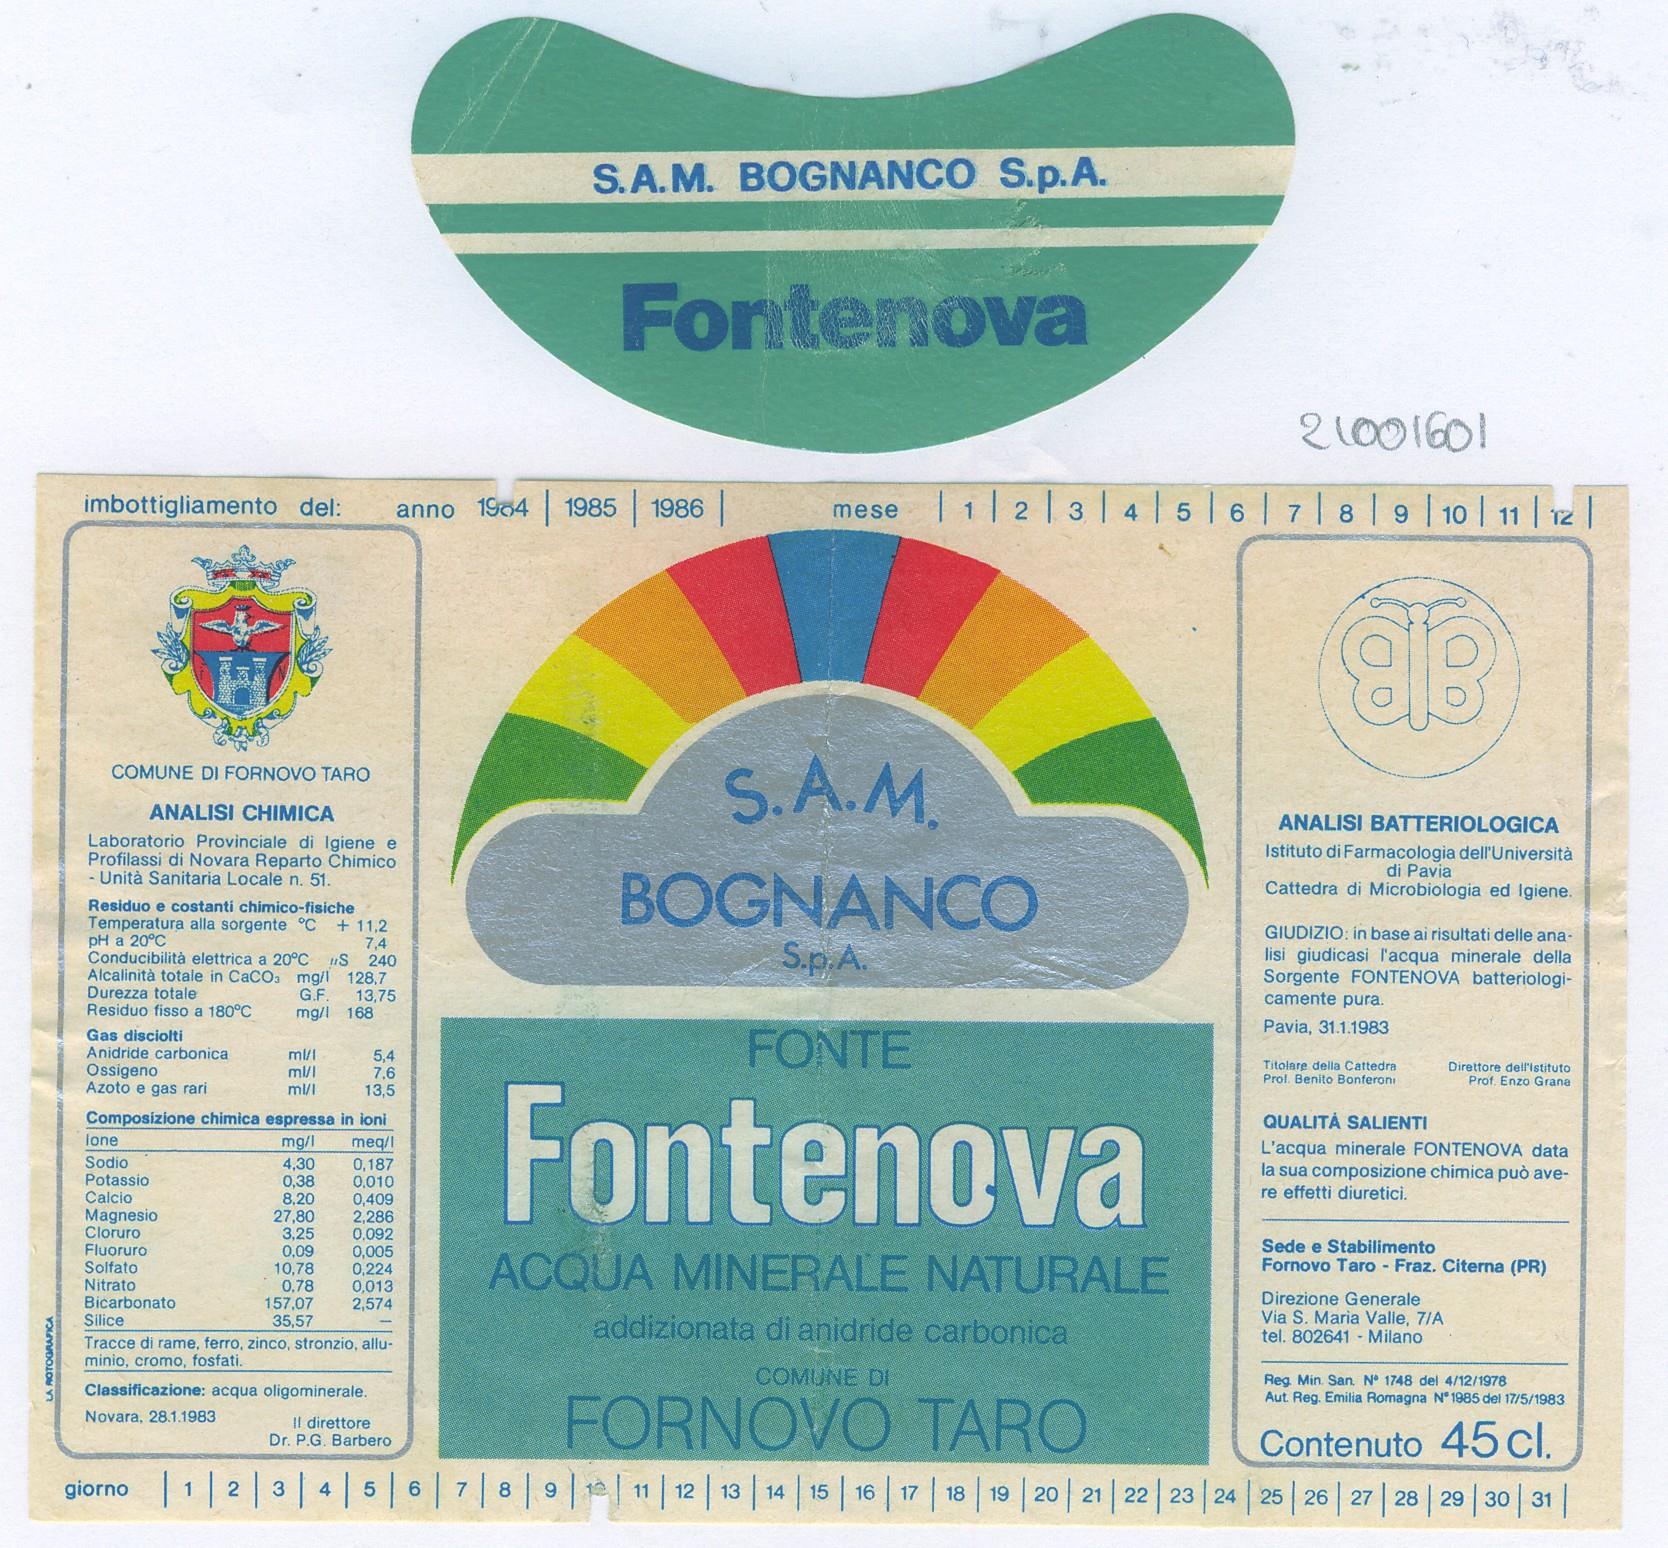 S.A.M. BOGNANCO S.p.A.
Fontenova
21001601
imbottigliamento del: anno 1984 | 1985 | 1986 | mese | 1 | 2 | 3 | 4 | 5 | 6 | 7 | 8 | 9 | 10 | 11 | 12 |
COMUNE DI FORNOVO TARO
ANALISI CHIMICA
Laboratorio Provinciale di Igiene e
Profilassi di Novara Reparto Chimico
- Unità Sanitaria Locale n. 51.
Residuo e costanti chimico-fisiche
Temperatura alla sorgente °C + 11,2
pH a 20°C 7,4
Conducibilità elettrica a 20°C μS 240
Alcalinità totale in CaCO₃ mg/l 128,7
Durezza totale G.F. 13,75
Residuo fisso a 180°C mg/l 168
Gas disciolti
Anidride carbonica ml/l 5,4
Ossigeno ml/l 7,6
Azoto e gas rari ml/l 13,5
Composizione chimica espressa in ioni
Ione mg/l meq/l
Sodio 4,30 0,187
Potassio 0,38 0,010
Calcio 8,20 0,409
Magnesio 27,80 2,286
Cloruro 3,25 0,092
Fluoruro 0,09 0,005
Solfato 10,78 0,224
Nitrato 0,78 0,013
Bicarbonato 157,07 2,574
Silice 35,57 —
Tracce di rame, ferro, zinco, stronzio, allu-
minio, cromo, fosfati.
Classificazione: acqua oligominerale.
Novara, 28.1.1983
Il direttore
Dr. P.G. Barbero
LA ROTOGRAFICA
S.A.M.
BOGNANCO
S.p.A.
FONTE
Fontenova
ACQUA MINERALE NATURALE
addizionata di anidride carbonica
COMUNE DI
FORNOVO TARO
BB
ANALISI BATTERIOLOGICA
Istituto di Farmacologia dell'Università
di Pavia
Cattedra di Microbiologia ed Igiene.
GIUDIZIO: in base ai risultati delle ana-
lisi giudicasi l'acqua minerale della
Sorgente FONTENOVA batteriologi-
camente pura.
Pavia, 31.1.1983
Titolare della Cattedra Direttore dell'Istituto
Prof. Benito Bonferoni Prof. Enzo Grana
QUALITÀ SALIENTI
L'acqua minerale FONTENOVA data
la sua composizione chimica può ave-
re effetti diuretici.
Sede e Stabilimento
Fornovo Taro - Fraz. Citerna (PR)
Direzione Generale
Via S. Maria Valle, 7/A
tel. 802641 - Milano
Reg. Min. San. N° 1748 del 4/12/1978
Aut. Reg. Emilia Romagna N° 1985 del 17/5/1983
Contenuto 45 cl.
giorno | 1 | 2 | 3 | 4 | 5 | 6 | 7 | 8 | 9 | 10 | 11 | 12 | 13 | 14 | 15 | 16 | 17 | 18 | 19 | 20 | 21 | 22 | 23 | 24 | 25 | 26 | 27 | 28 | 29 | 30 | 31 |